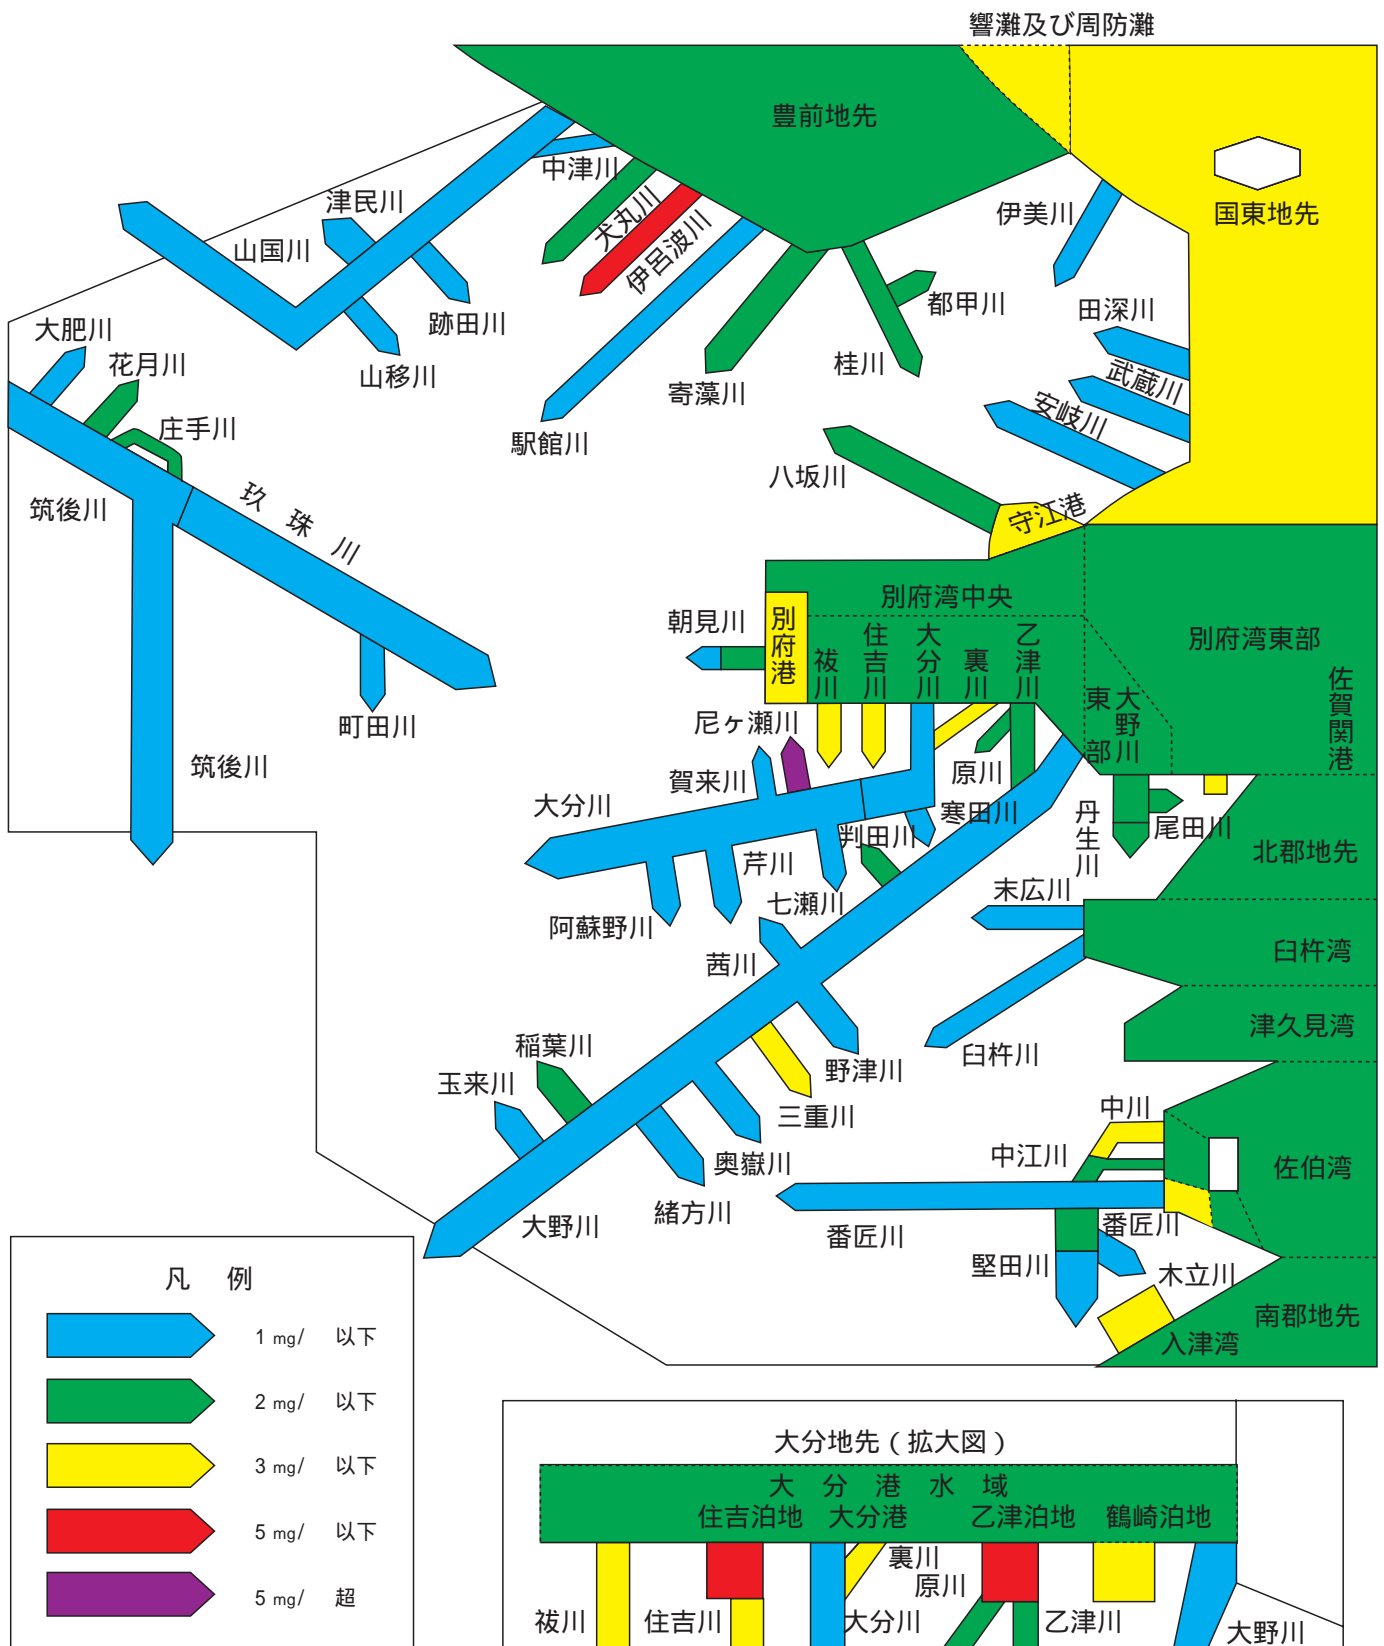 響灘及び周防灘
豊前地先
国東地先
中津川
津民川
犬丸川
伊呂波川
伊美川
山国川
都甲川
田深川
跡田川
大肥川
花月川
山移川
桂川
武蔵川
寄藻川
安岐川
庄手川
駅館川
八坂川
筑後川
玖珠川
守江港
別府湾中央
朝見川
別府港
祓川
住吉川
大分川
裏川
乙津川
別府湾東部
佐賀関港
大野川
東部
町田川
尼ヶ瀬川
筑後川
賀来川
原川
大分川
寒田川
判田川
丹生川
尾田川
北郡地先
芹川
七瀬川
末広川
阿蘇野川
茜川
臼杵湾
津久見湾
稲葉川
臼杵川
野津川
玉来川
三重川
中川
中江川
奥嶽川
佐伯湾
緒方川
大野川
番匠川
番匠川
堅田川
木立川
南郡地先
入津湾
凡 例
1 mg/ 以下
2 mg/ 以下
3 mg/ 以下
5 mg/ 以下
5 mg/ 超
大分地先(拡大図)
大分港水域
住吉泊地 大分港 乙津泊地 鶴崎泊地
裏川
原川
祓川 住吉川 大分川 乙津川
大野川